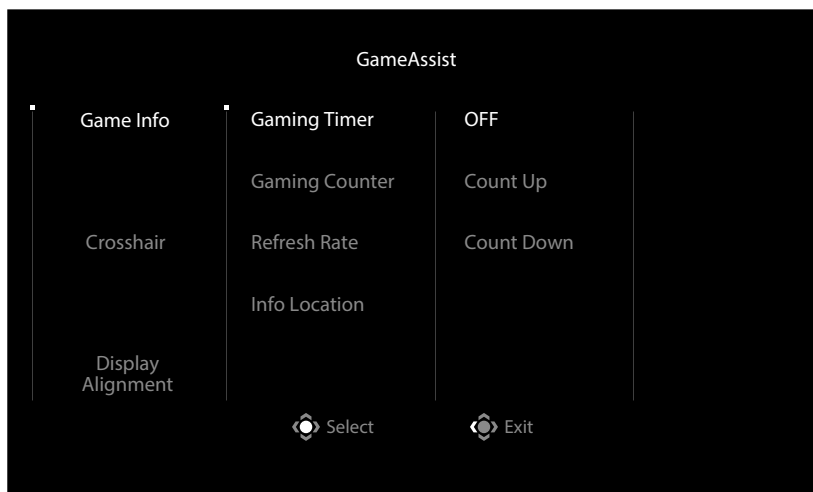 GameAssist
Game Info
Gaming Timer
OFF
Gaming Counter
Count Up
Crosshair
Refresh Rate
Count Down
Info Location
Display
Alignment
Select
Exit